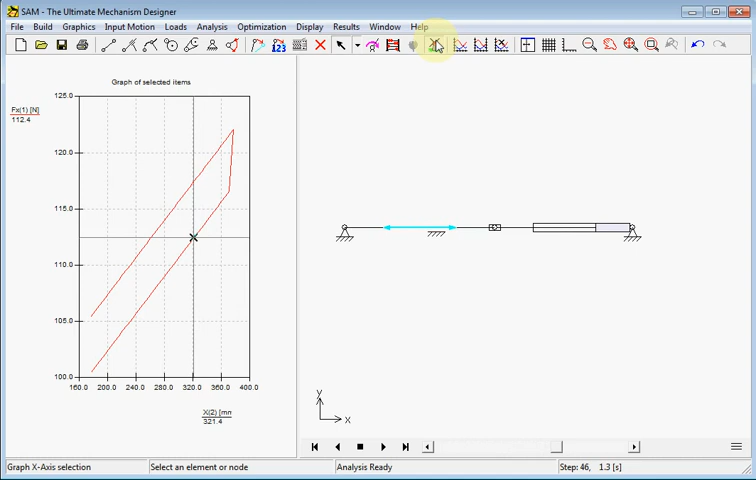 SAM - The Ultimate Mechanism Designer
File Build Graphics Input Motion Loads Analysis Optimization Display Results Window Help
123
Graph of selected items
Fx(1) [N]
112.4
125.0
120.0
115.0
110.0
105.0
100.0
160.0 200.0 240.0 280.0 320.0 360.0 400.0
X(2) [mm
321.4
Y
X
Graph X-Axis selection Select an element or node Analysis Ready Step: 46, 1.3 [s]